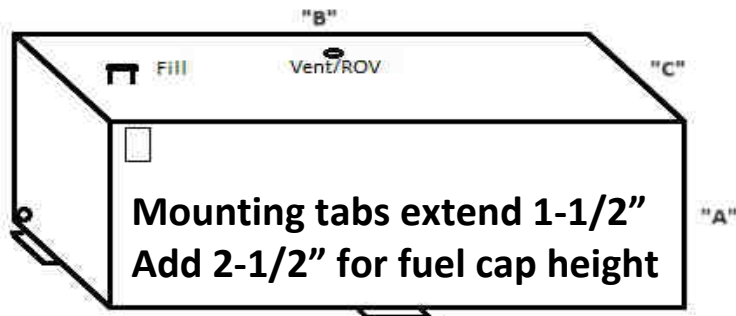 "B"
Fill
Vent/ROV
"C"
Mounting tabs extend 1-1/2”
"A"
Add 2-1/2” for fuel cap height